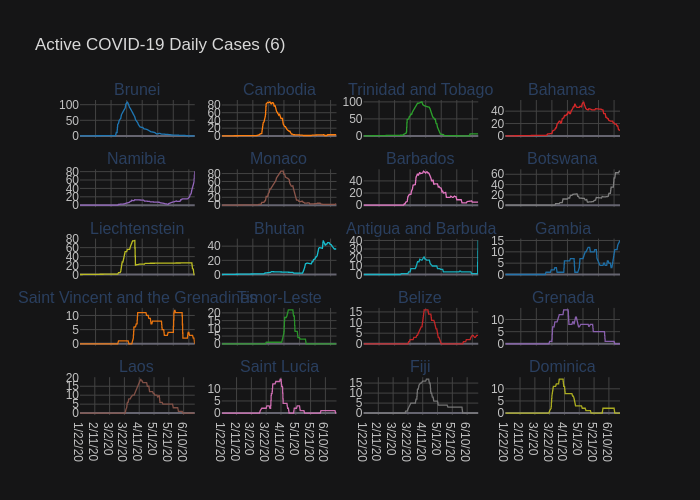 Active COVID-19 Daily Cases (6)
Brunei Cambodia Trinidad and Tobago Bahamas
100 50 0
80 60 40 20 0
100 50 0
40 20 0
Namibia Monaco Barbados Botswana
80 60 40 20 0
80 60 40 20 0
40 20 0
60 40 20 0
Liechtenstein Bhutan Antigua and Barbuda Gambia
80 60 40 20 0
40 20 0
40 30 20 10 0
15 10 5 0
Saint Vincent and the Grenadines Timor-Leste Belize Grenada
10 5 0
20 15 10 5 0
15 10 5 0
10 5 0
Laos Saint Lucia Fiji Dominica
20 15 10 5 0
10 5 0
15 10 5 0
10 5 0
1/22/20 2/11/20 3/2/20 3/22/20 4/11/20 5/1/20 5/21/20 6/10/20
1/22/20 2/11/20 3/2/20 3/22/20 4/11/20 5/1/20 5/21/20 6/10/20
1/22/20 2/11/20 3/2/20 3/22/20 4/11/20 5/1/20 5/21/20 6/10/20
1/22/20 2/11/20 3/2/20 3/22/20 4/11/20 5/1/20 5/21/20 6/10/20